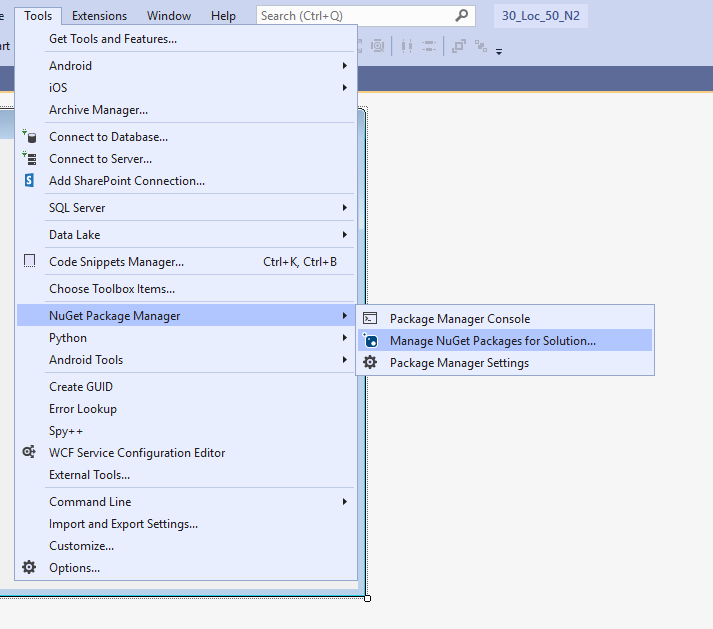 Tools Extensions Window Help Search (Ctrl+Q) 30_Loc_50_N2
Get Tools and Features...
Android
iOS
Archive Manager...
Connect to Database...
Connect to Server...
Add SharePoint Connection...
SQL Server
Data Lake
Code Snippets Manager... Ctrl+K, Ctrl+B
Choose Toolbox Items...
NuGet Package Manager
Package Manager Console
Manage NuGet Packages for Solution...
Package Manager Settings
Python
Android Tools
Create GUID
Error Lookup
Spy++
WCF Service Configuration Editor
External Tools...
Command Line
Import and Export Settings...
Customize...
Options...